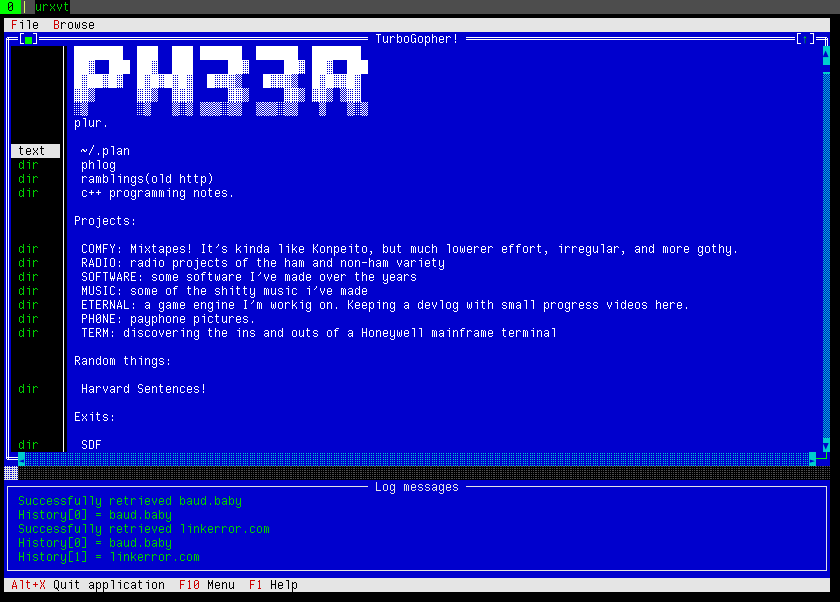 0 urxvt
File Browse
TurboGopher!
[↑]
plur.
text ~/.plan
dir phlog
dir ramblings(old http)
dir c++ programming notes.
Projects:
dir COMFY: Mixtapes! It's kinda like Konpeito, but much lowerer effort, irregular, and more gothy.
dir RADIO: radio projects of the ham and non-ham variety
dir SOFTWARE: some software I've made over the years
dir MUSIC: some of the shitty music i've made
dir ETERNAL: a game engine I'm workig on. Keeping a devlog with small progress videos here.
dir PH0NE: payphone pictures.
dir TERM: discovering the ins and outs of a Honeywell mainframe terminal
Random things:
dir Harvard Sentences!
Exits:
dir SDF
Log messages
Successfully retrieved baud.baby
History[0] = baud.baby
Successfully retrieved linkerror.com
History[0] = baud.baby
History[1] = linkerror.com
Alt+X Quit application F10 Menu F1 Help